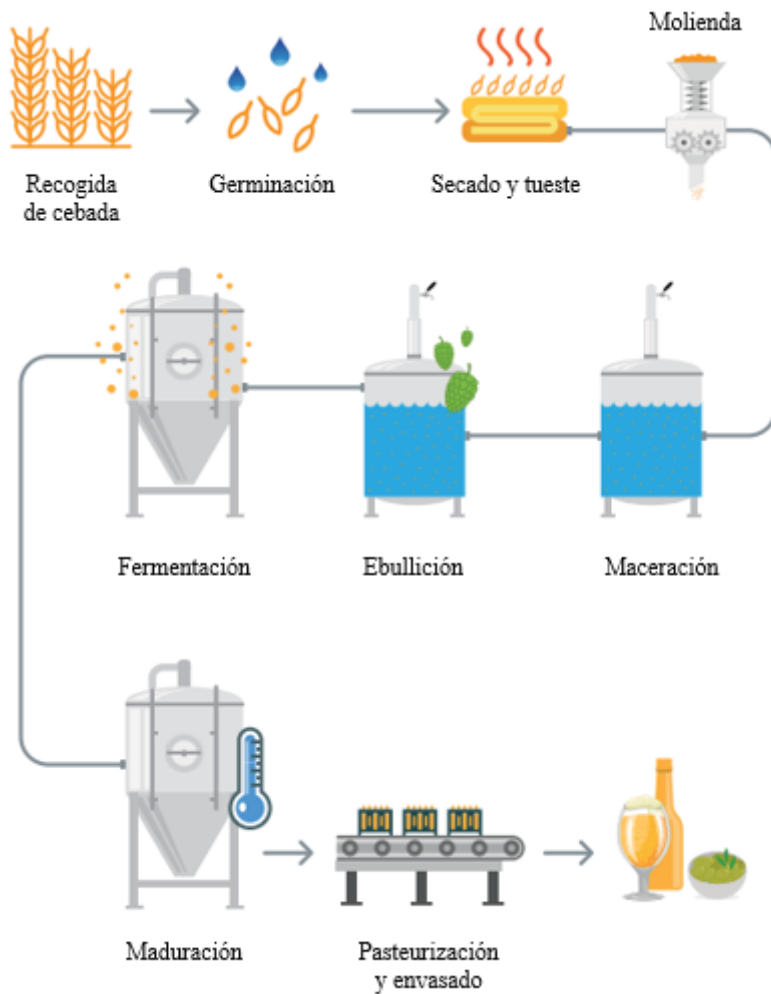 Molienda
Recogida
de cebada
Germinación
Secado y tueste
Fermentación
Ebullición
Maceración
Maduración
Pasteurización
y envasado